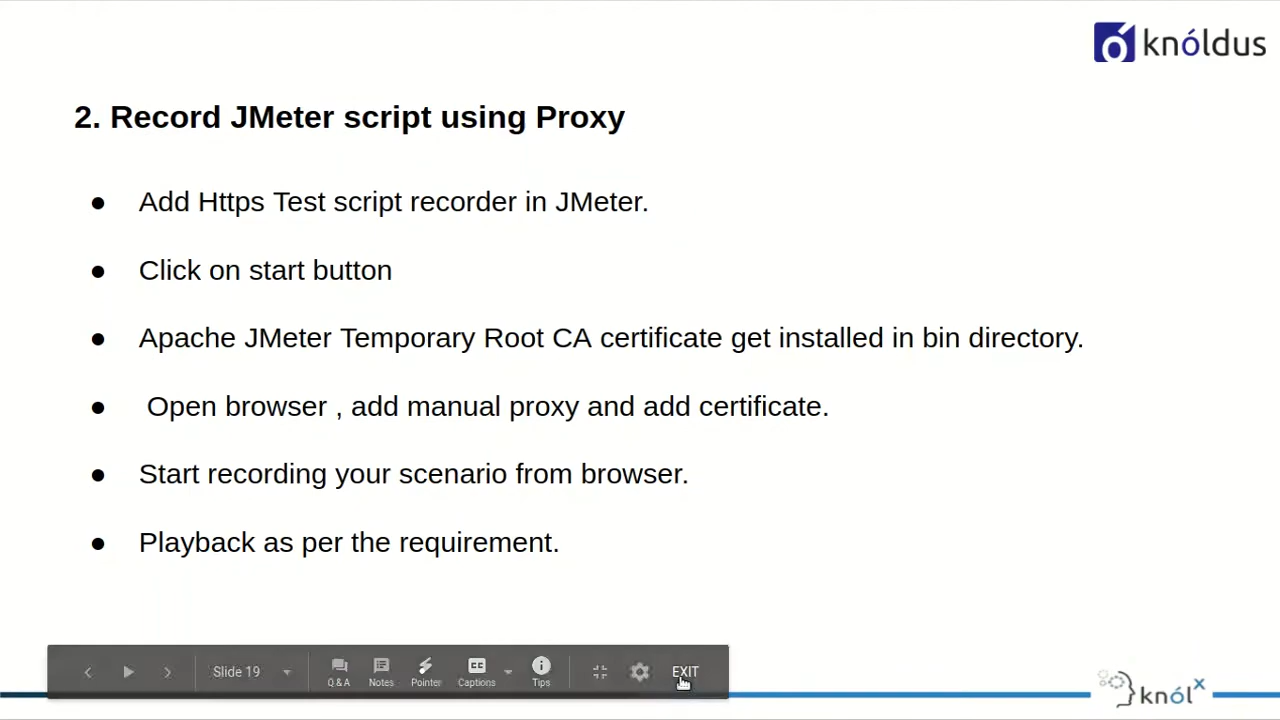 knóldus
2. Record JMeter script using Proxy
● Add Https Test script recorder in JMeter.
● Click on start button
● Apache JMeter Temporary Root CA certificate get installed in bin directory.
● Open browser , add manual proxy and add certificate.
● Start recording your scenario from browser.
● Playback as per the requirement.
Slide 19
Q&A
Notes
Pointer
CC
Captions
Tips
EXIT
knólx